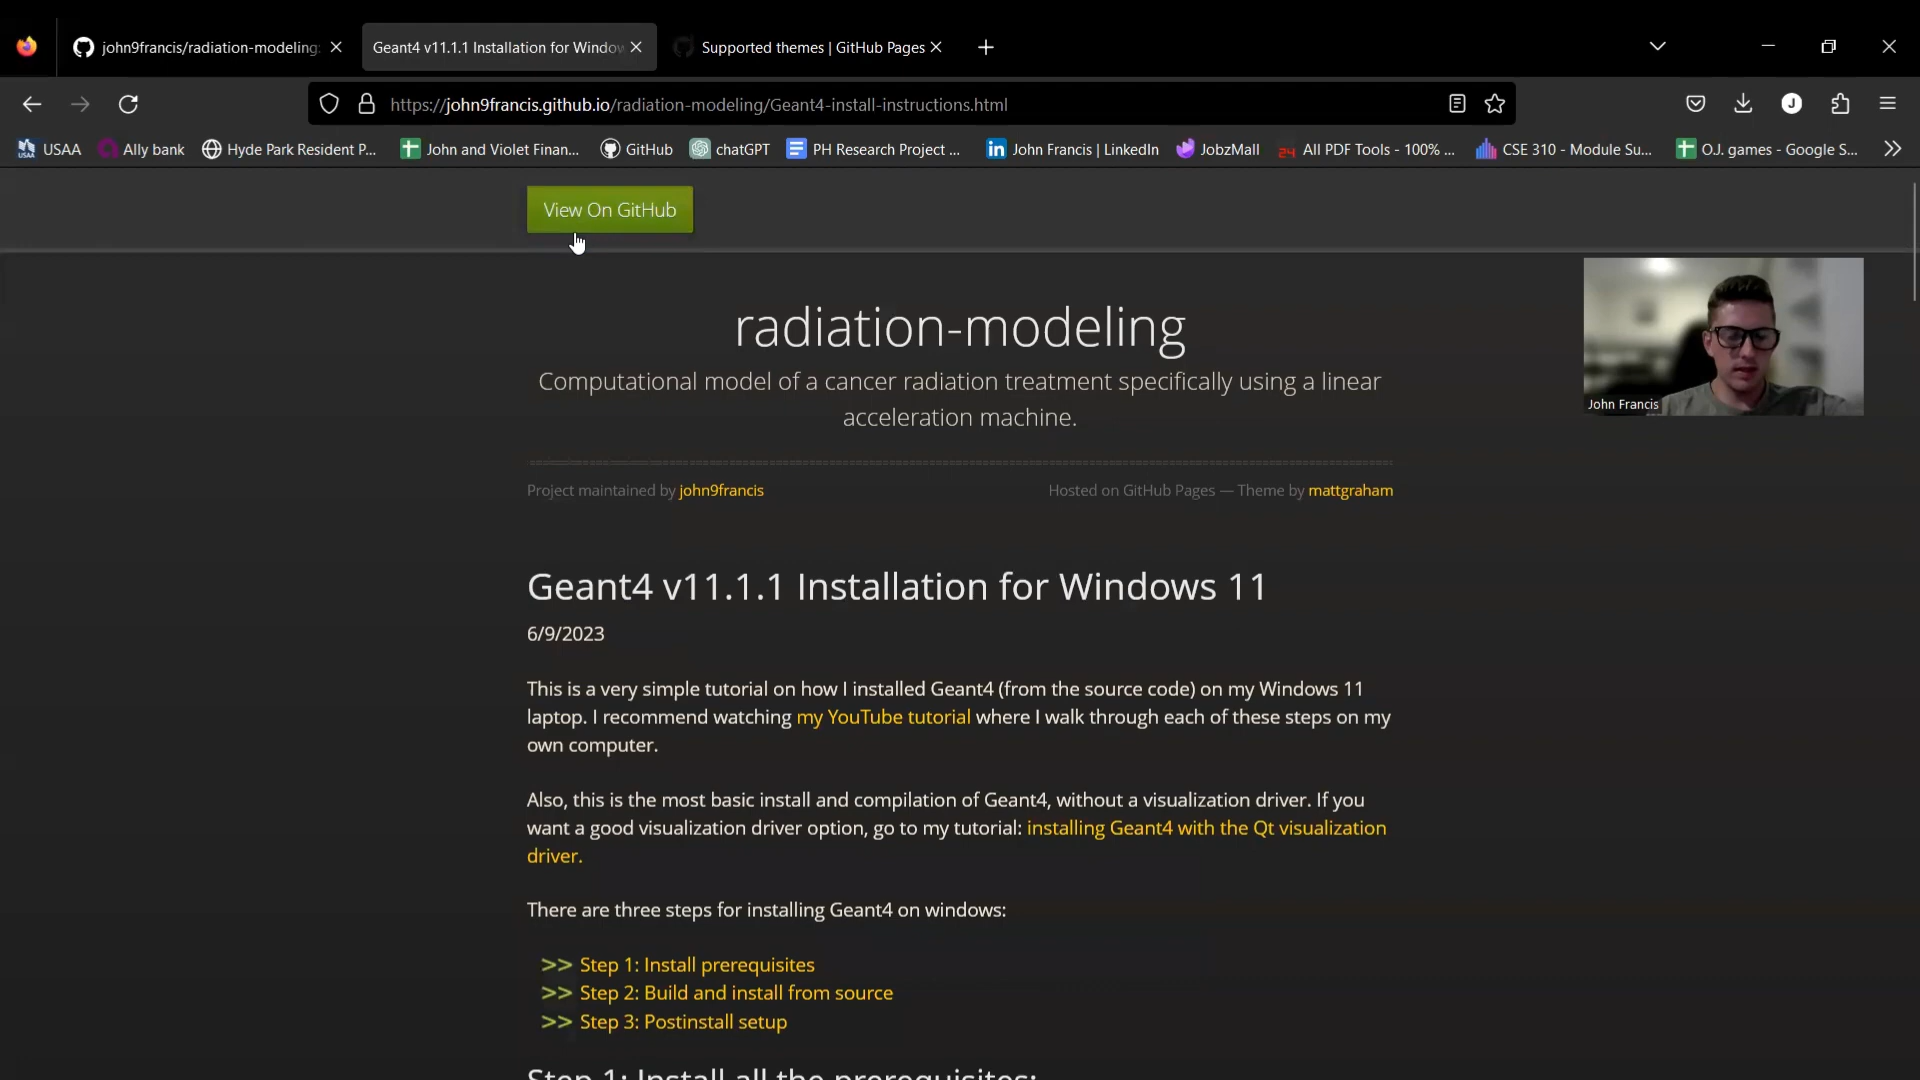 john9francis/radiation-modeling:
Geant4 v11.1.1 Installation for Window
Supported themes | GitHub Pages
https://john9francis.github.io/radiation-modeling/Geant4-install-instructions.html
J
USAA
Ally bank
Hyde Park Resident P...
John and Violet Finan...
GitHub
chatGPT
PH Research Project ...
John Francis | LinkedIn
JobzMall
24
All PDF Tools - 100% ...
CSE 310 - Module Su...
O.J. games - Google S...
View On GitHub
radiation-modeling
Computational model of a cancer radiation treatment specifically using a linear
acceleration machine.
John Francis
Project maintained by john9francis
Hosted on GitHub Pages — Theme by mattgraham
Geant4 v11.1.1 Installation for Windows 11
6/9/2023
This is a very simple tutorial on how I installed Geant4 (from the source code) on my Windows 11
laptop. I recommend watching my YouTube tutorial where I walk through each of these steps on my
own computer.
Also, this is the most basic install and compilation of Geant4, without a visualization driver. If you
want a good visualization driver option, go to my tutorial: installing Geant4 with the Qt visualization
driver.
There are three steps for installing Geant4 on windows:
>> Step 1: Install prerequisites
>> Step 2: Build and install from source
>> Step 3: Postinstall setup
Step 1: Install all the prerequisites: